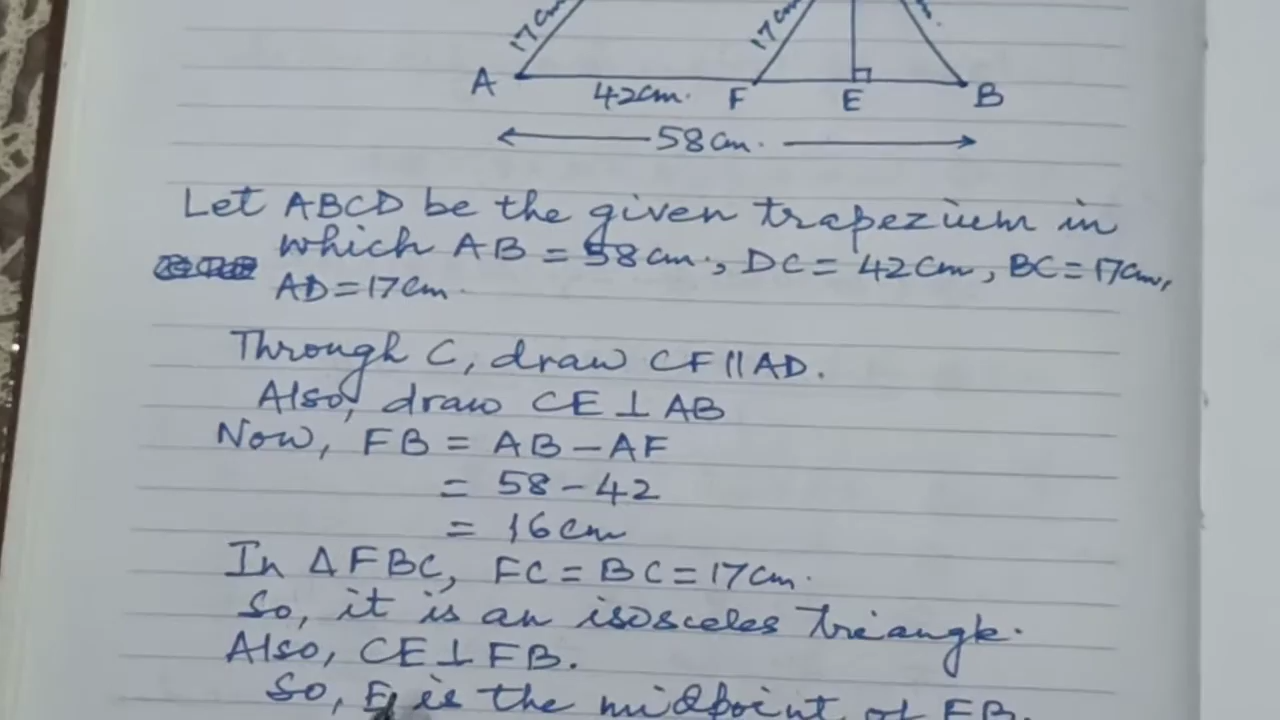 17cm 17cm m.
A 42cm. F E B
58cm.
Let ABCD be the given trapezium in
which AB = 58cm., DC = 42cm, BC = 17cm,
AD = 17cm.
Through C, draw CF || AD.
Also, draw CE ⊥ AB
Now, FB = AB - AF
= 58 - 42
= 16cm
In Δ FBC, FC = BC = 17cm.
So, it is an isosceles triangle.
Also, CE ⊥ FB.
So, E is the midpoint of FB.